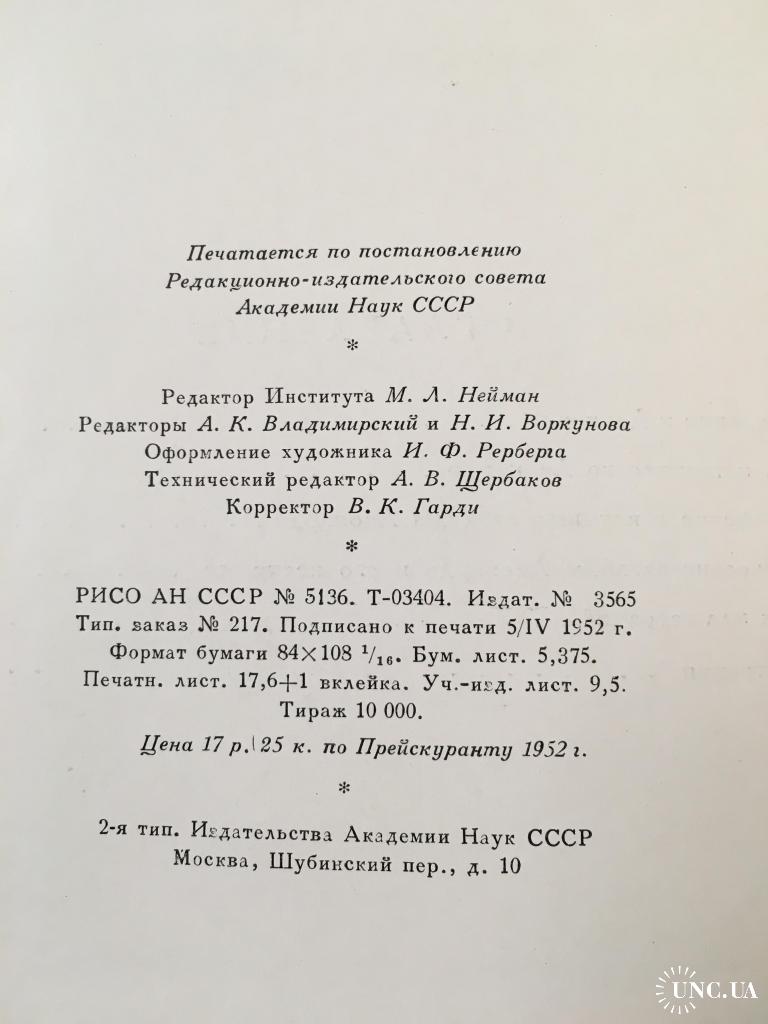 Печатается по постановлению
Редакционно-издательского совета
Академии Наук СССР
*
Редактор Института М. Л. Нейман
Редакторы А. К. Владимирский и Н. И. Воркунова
Оформление художника И. Ф. Рерберга
Технический редактор А. В. Щербаков
Корректор В. К. Гарди
*
РИСО АН СССР № 5136. Т-03404. Издат. № 3565
Тип. заказ № 217. Подписано к печати 5/IV 1952 г.
Формат бумаги 84×108 ¹/₁₆. Бум. лист. 5,375.
Печатн. лист. 17,6+1 вклейка. Уч.-изд. лист. 9,5.
Тираж 10 000.
Цена 17 р. 25 к. по Прейскуранту 1952 г.
*
2-я тип. Издательства Академии Наук СССР
Москва, Шубинский пер., д. 10
UNC.UA